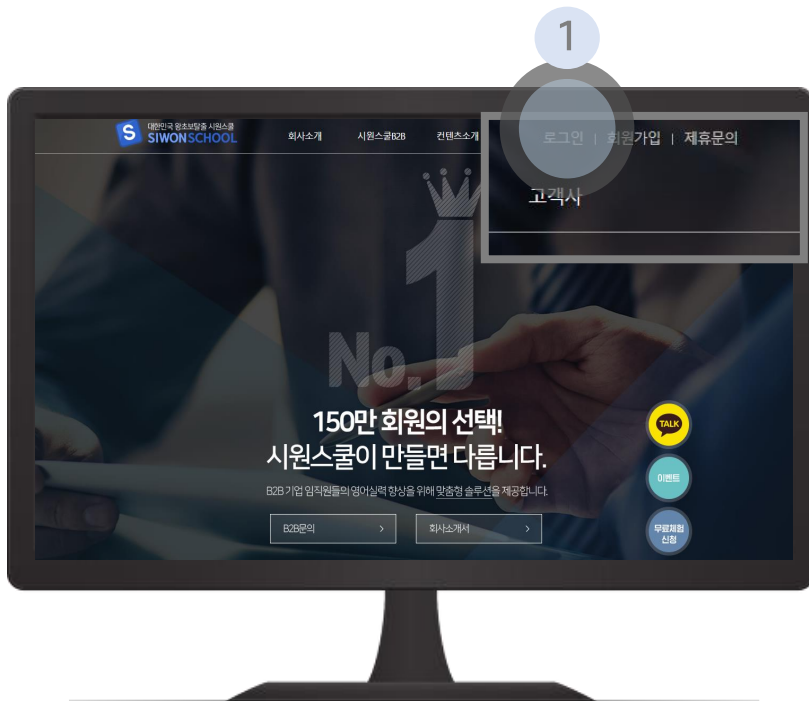 1
대한민국 왕초보탈출 시원스쿨
S SIWONSCHOOL
회사소개 시원스쿨B2B 컨텐츠소개
로그인 | 회원가입 | 제휴문의
고객사
No.1
150만 회원의 선택!
시원스쿨이 만들면 다릅니다.
B2B 기업 임직원들의 영어실력 향상을 위해 맞춤형 솔루션을 제공합니다.
B2B문의 >
회사소개서 >
TALK
이벤트
무료체험
신청